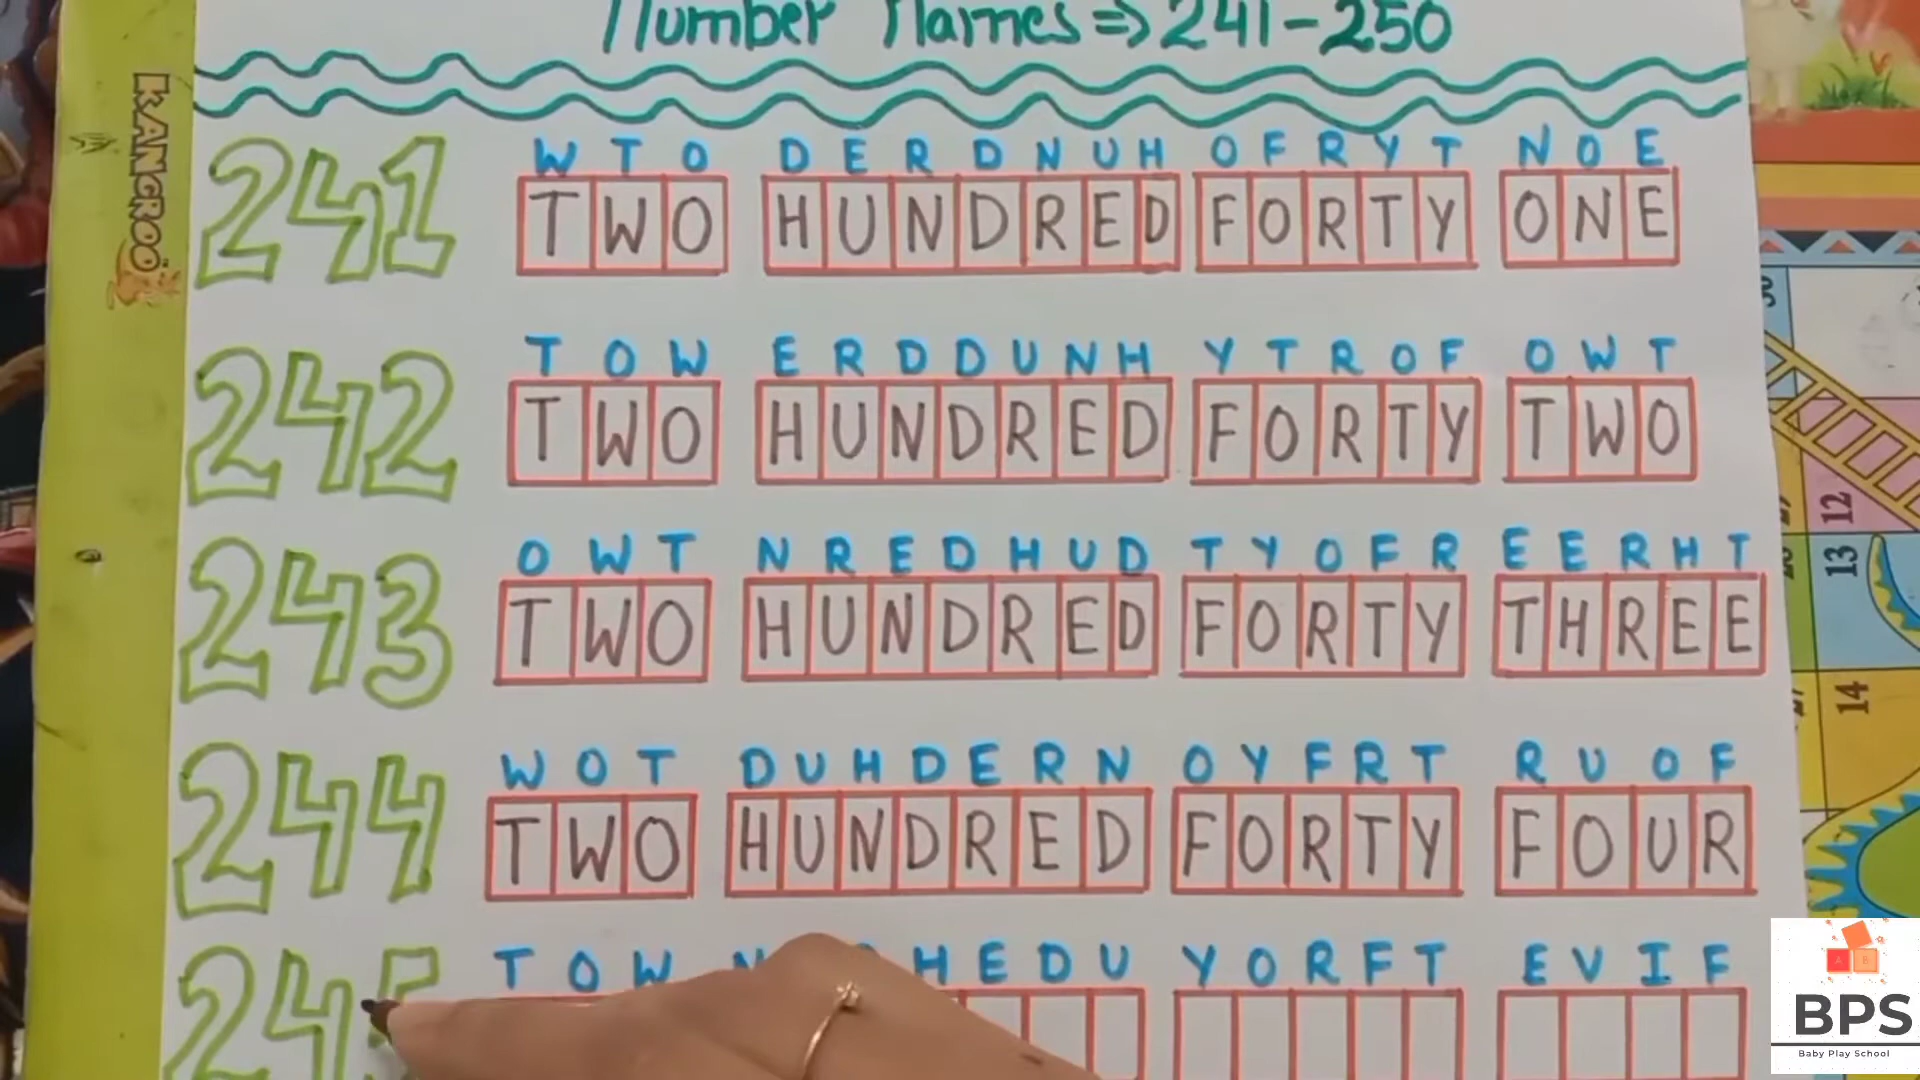 Number Names => 241-250
KANGROO
WTO DERDNUH OFRYT NOE
241 TWO HUNDRED FORTY ONE
TOW ERDDUNH YTROF OWT
242 TWO HUNDRED FORTY TWO
OWT NREDHUD TYOFR EERHT
243 TWO HUNDRED FORTY THREE
WOT DUHDERN OYFRT RUOF
244 TWO HUNDRED FORTY FOUR
TOW HEDU YORFT EVIF
245
12
13
14
BPS
Baby Play School